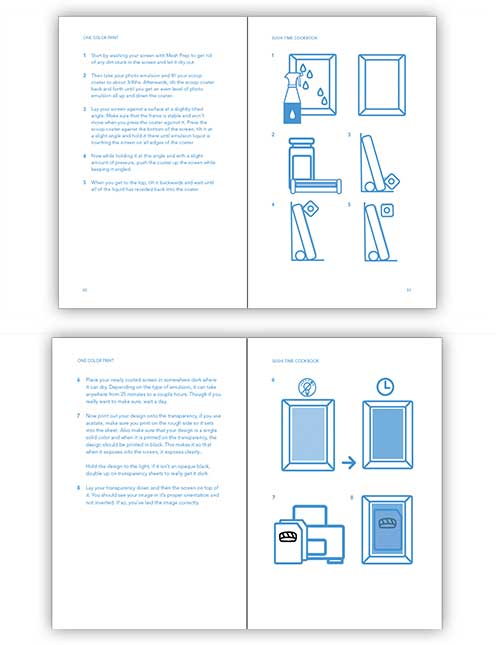 ONE COLOR PRINT
1 Start by washing your screen with Mesh Prep to get rid
of any dirt stuck in the screen and let it dry out.
2 Then take your photo emulsion and fill your scoop
coater to about 3/4ths. Afterwards, tilt the scoop coater
back and forth until you get an even level of photo
emulsion all up and down the coater.
3 Lay your screen against a surface at a slightly tilted
angle. Make sure that the frame is stable and won't
move when you press the coater against it. Press the
scoop coater against the bottom of the screen, tilt it at
a slight angle and hold it there until emulsion liquid is
touching the screen on all edges of the coater.
4 Now while holding it at this angle and with a slight
amount of pressure, push the coater up the screen while
keeping it angled.
5 When you get to the top, tilt it backwards and wait until
all of the liquid has receded back into the coater.
SUSHI TIME COOKBOOK
1
2
3
4
5
ONE COLOR PRINT
6 Place your newly coated screen in somewhere dark where
it can dry. Depending on the type of emulsion, it can take
anywhere from 25 minutes to a couple hours. Though if you
really want to make sure, wait a day.
7 Now print out your design onto the transparency, if you use
acetate, make sure you print on the rough side so it sets
into the sheet. Also make sure that your design is a single
solid color and when it is printed on the transparency, the
design should be printed in black. This makes it so that
when it exposes into the screen, it exposes clearly.
Hold the design to the light, if it isn't an opaque black,
double up on transparency sheets to really get it dark
8 Lay your transparency down and then the screen on top of
it. You should see your image in it's proper orientation and
not inverted. If so, you've laid the image correctly.
SUSHI TIME COOKBOOK
6
7
8